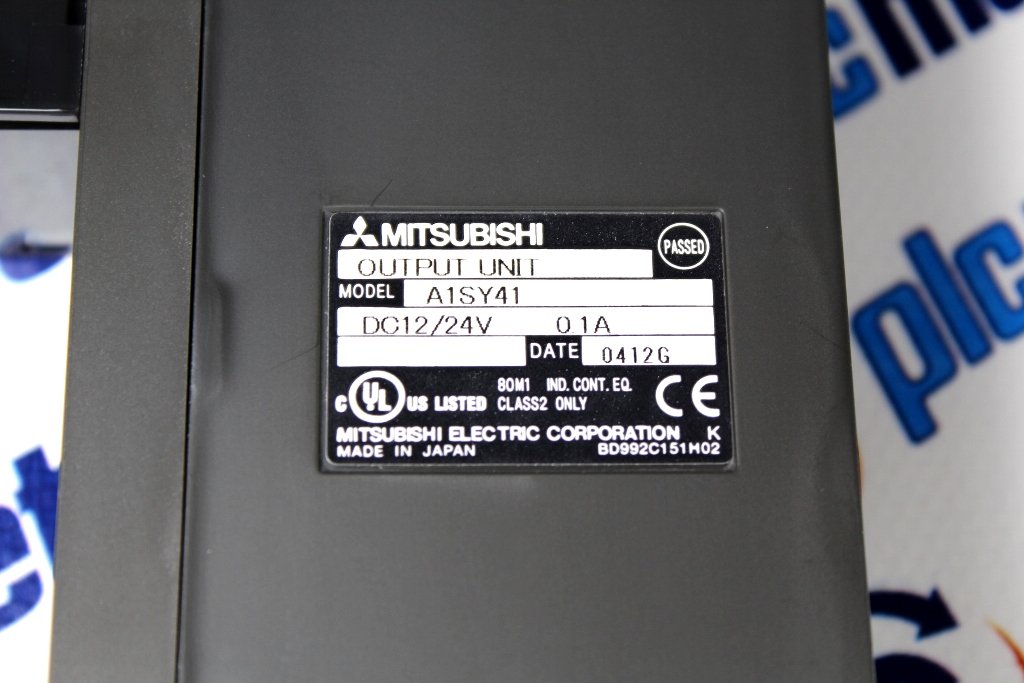 MITSUBISHI
PASSED
OUTPUT UNIT
MODEL A1SY41
DC12/24V 0.1A
DATE 0412G
C UL US LISTED
80M1 IND. CONT. EQ.
CLASS2 ONLY
CE
MITSUBISHI ELECTRIC CORPORATION K
MADE IN JAPAN BD992C151H02
plc